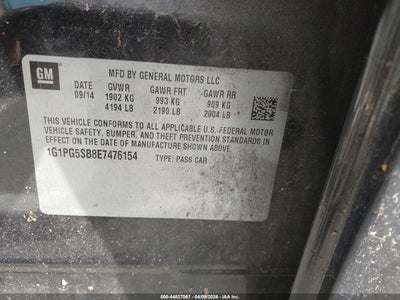 GM
MFD BY GENERAL MOTORS LLC
DATE GVWR GAWR FRT GAWR RR
09/14 1902 KG 993 KG 909 KG
4194 LB 2190 LB 2004 LB
THIS VEHICLE CONFORMS TO ALL APPLICABLE U.S. FEDERAL MOTOR
VEHICLE SAFETY, BUMPER, AND THEFT PREVENTION STANDARDS IN
EFFECT ON THE DATE OF MANUFACTURE SHOWN ABOVE.
1G1PG5SB8E7476154 TYPE: PASS CAR
000-44827067 04/09/2026 IAA Inc.